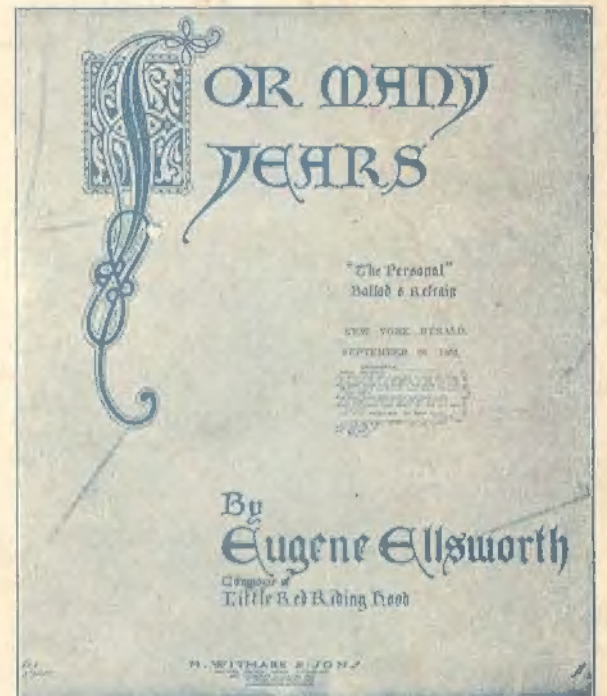 FOR MANY
YEARS
"The Personal"
Ballad & Refrain
NEW YORK HERALD.
SEPTEMBER
By
Eugene Ellsworth
Composer of
Little Red Riding Hood
M. WITMARK & SONS